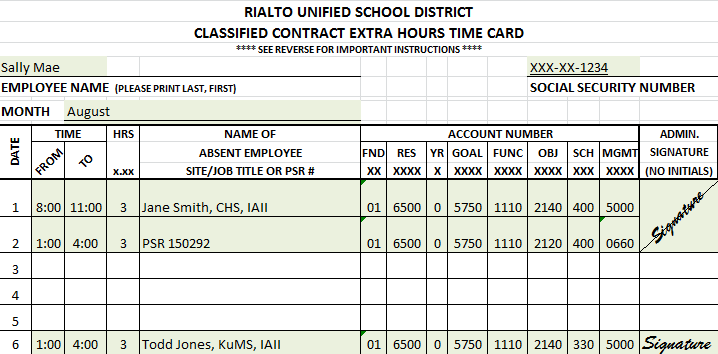 RIALTO UNIFIED SCHOOL DISTRICT
CLASSIFIED CONTRACT EXTRA HOURS TIME CARD
**** SEE REVERSE FOR IMPORTANT INSTRUCTIONS ****
Sally Mae XXX-XX-1234
EMPLOYEE NAME (PLEASE PRINT LAST, FIRST) SOCIAL SECURITY NUMBER
MONTH August
DATE TIME HRS NAME OF ACCOUNT NUMBER ADMIN.
FROM TO ABSENT EMPLOYEE FND RES YR GOAL FUNC OBJ SCH MGMT SIGNATURE
x.xx SITE/JOB TITLE OR PSR # XX XXXX X XXXX XXXX XXXX XXX XXXX (NO INITIALS)
1 8:00 11:00 3 Jane Smith, CHS, IAII 01 6500 0 5750 1110 2140 400 5000 Signature
2 1:00 4:00 3 PSR 150292 01 6500 0 5750 1110 2120 400 0660
3
4
5
6 1:00 4:00 3 Todd Jones, KuMS, IAII 01 6500 0 5750 1110 2140 330 5000 Signature